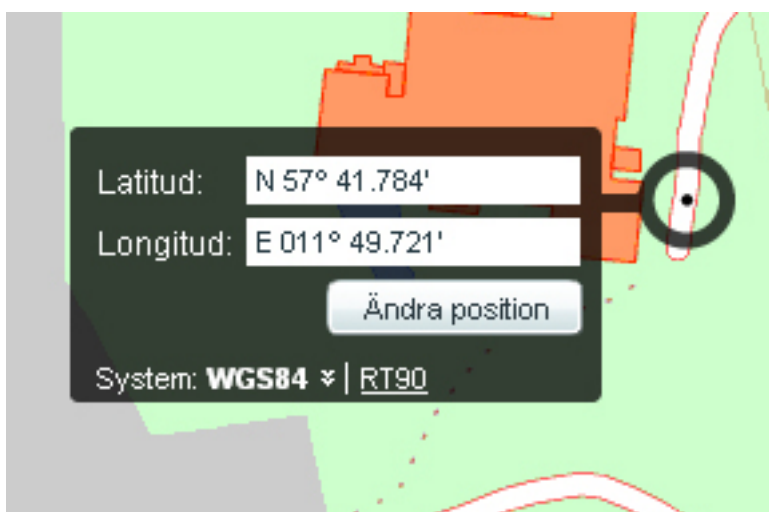 Latitud: N 57° 41.784'
Longitud: E 011° 49.721'
Ändra position
System: WGS84 | RT90